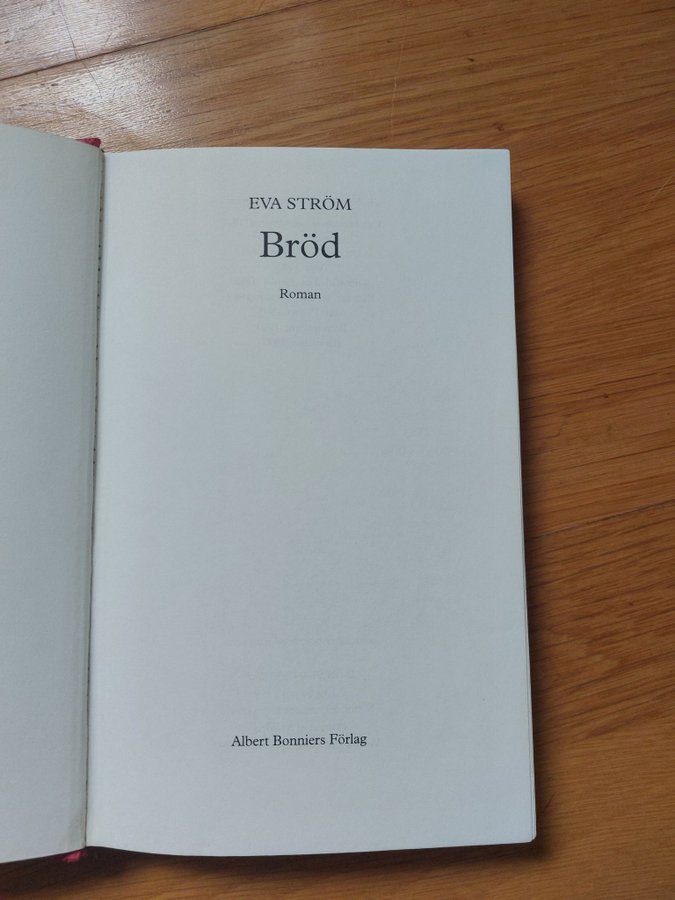 EVA STRÖM
Bröd
Roman
Albert Bonniers Förlag